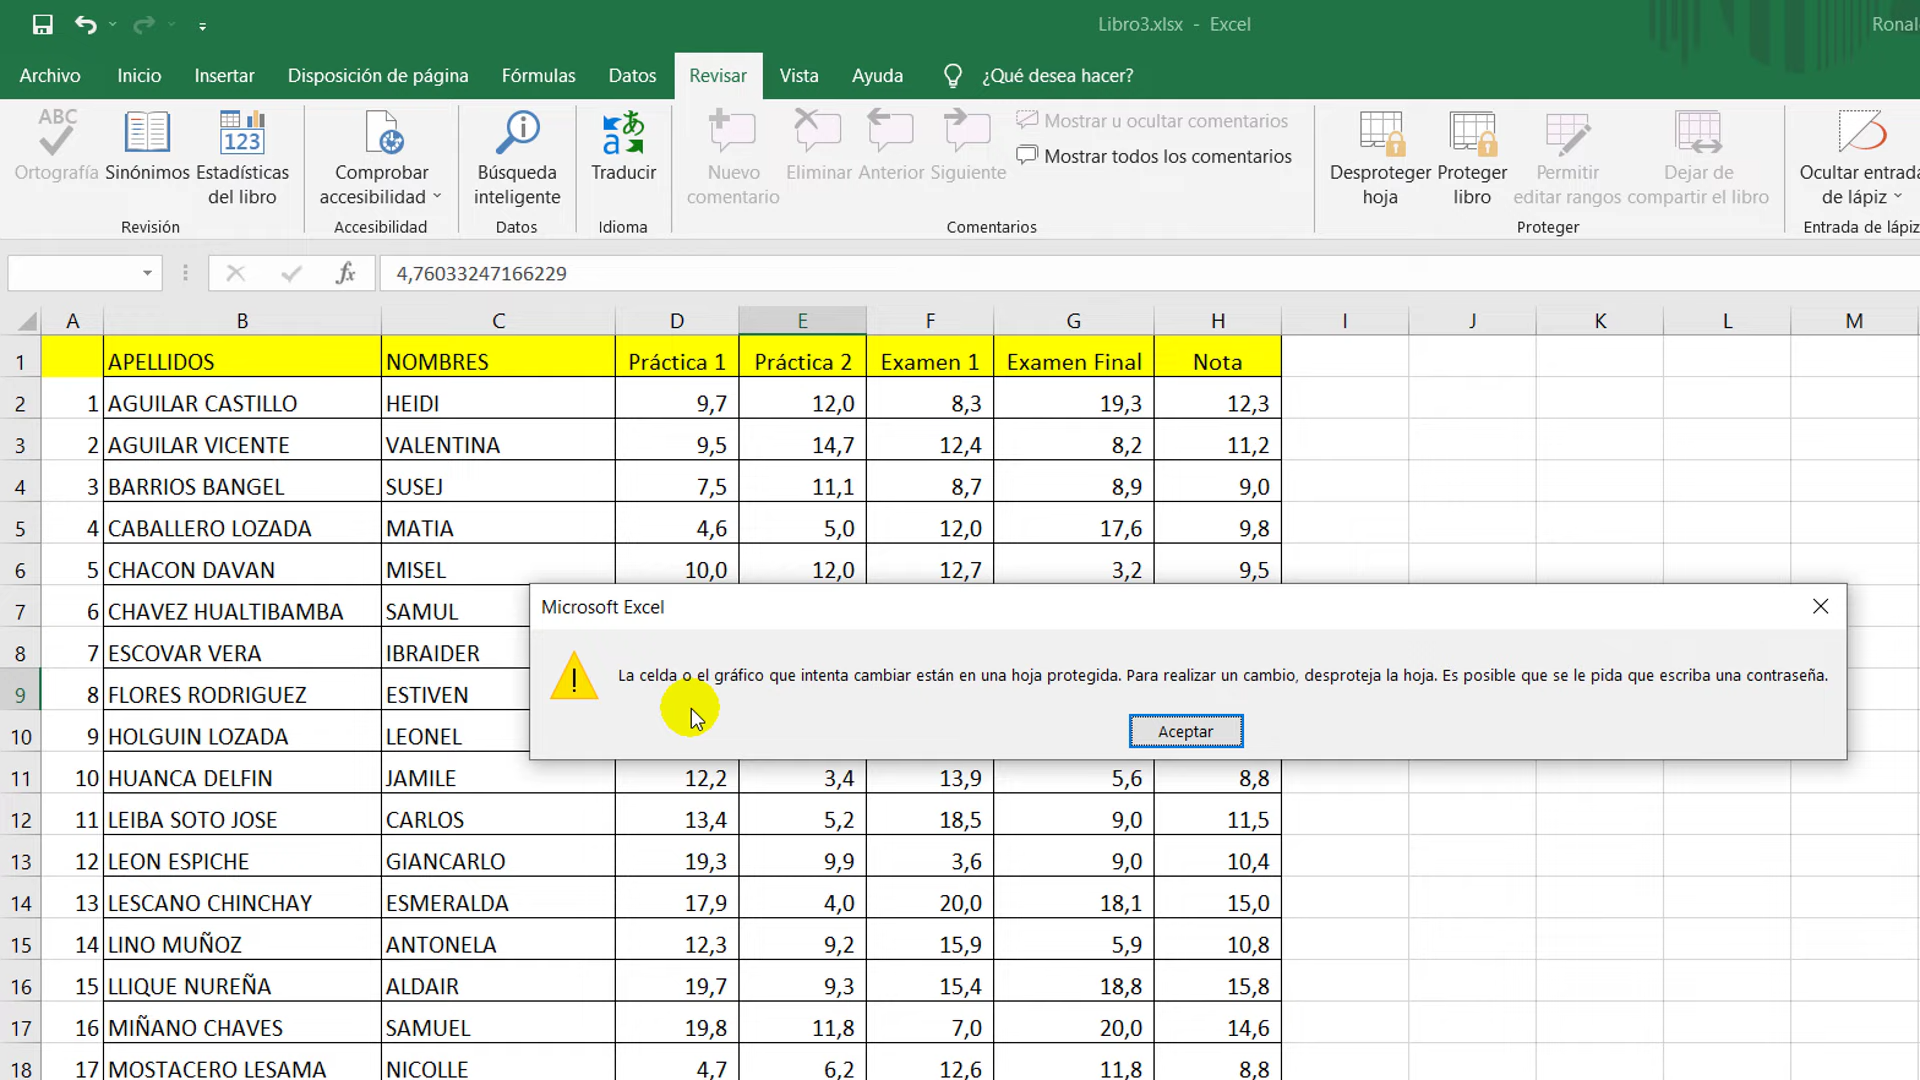 Libro3.xlsx - Excel
Archivo Inicio Insertar Disposición de página Fórmulas Datos Revisar Vista Ayuda ¿Qué desea hacer?
ABC
Ortografía
Sinónimos
123
Estadísticas
del libro
Revisión
Comprobar
accesibilidad
Accesibilidad
Búsqueda
inteligente
Datos
Traducir
Idioma
Nuevo
comentario
Eliminar Anterior Siguiente
Mostrar u ocultar comentarios
Mostrar todos los comentarios
Comentarios
Desproteger
hoja
Proteger
libro
Permitir
editar rangos
Dejar de
compartir el libro
Proteger
Ocultar entrada
de lápiz
Entrada de lápiz
fx 4,76033247166229
A B C D E F G H I J K L M
1 APELLIDOS NOMBRES Práctica 1 Práctica 2 Examen 1 Examen Final Nota
2 1 AGUILAR CASTILLO HEIDI 9,7 12,0 8,3 19,3 12,3
3 2 AGUILAR VICENTE VALENTINA 9,5 14,7 12,4 8,2 11,2
4 3 BARRIOS BANGEL SUSEJ 7,5 11,1 8,7 8,9 9,0
5 4 CABALLERO LOZADA MATIA 4,6 5,0 12,0 17,6 9,8
6 5 CHACON DAVAN MISEL 10,0 12,0 12,7 3,2 9,5
7 6 CHAVEZ HUALTIBAMBA SAMUL
8 7 ESCOVAR VERA IBRAIDER
9 8 FLORES RODRIGUEZ ESTIVEN
10 9 HOLGUIN LOZADA LEONEL
Microsoft Excel
La celda o el gráfico que intenta cambiar están en una hoja protegida. Para realizar un cambio, desproteja la hoja. Es posible que se le pida que escriba una contraseña.
Aceptar
11 10 HUANCA DELFIN JAMILE 12,2 3,4 13,9 5,6 8,8
12 11 LEIBA SOTO JOSE CARLOS 13,4 5,2 18,5 9,0 11,5
13 12 LEON ESPICHE GIANCARLO 19,3 9,9 3,6 9,0 10,4
14 13 LESCANO CHINCHAY ESMERALDA 17,9 4,0 20,0 18,1 15,0
15 14 LINO MUÑOZ ANTONELA 12,3 9,2 15,9 5,9 10,8
16 15 LLIQUE NUREÑA ALDAIR 19,7 9,3 15,4 18,8 15,8
17 16 MIÑANO CHAVES SAMUEL 19,8 11,8 7,0 20,0 14,6
18 17 MOSTACERO LESAMA NICOLLE 4,7 6,2 12,6 11,8 8,8